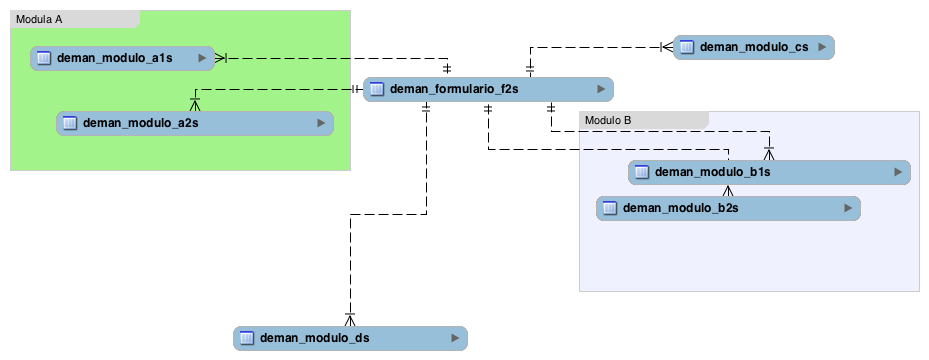 Modula A
deman_modulo_a1s
deman_modulo_cs
deman_formulario_f2s
deman_modulo_a2s
Modulo B
deman_modulo_b1s
deman_modulo_b2s
deman_modulo_ds